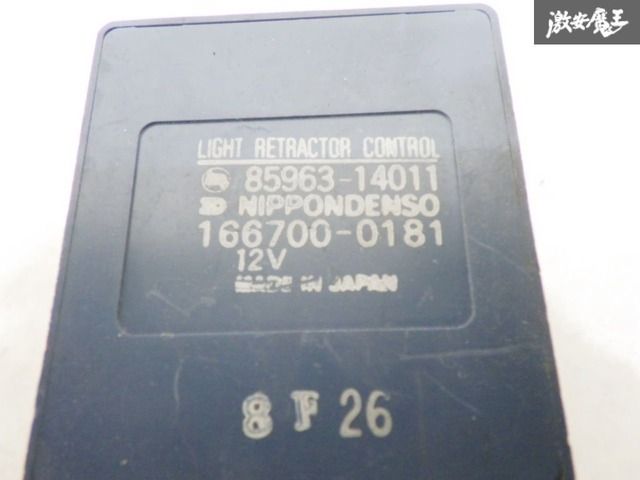 激安魔王
LIGHT RETRACTOR CONTROL
85963-14011
NIPPONDENSO
166700-0181
12V
MADE IN JAPAN
8 F 26